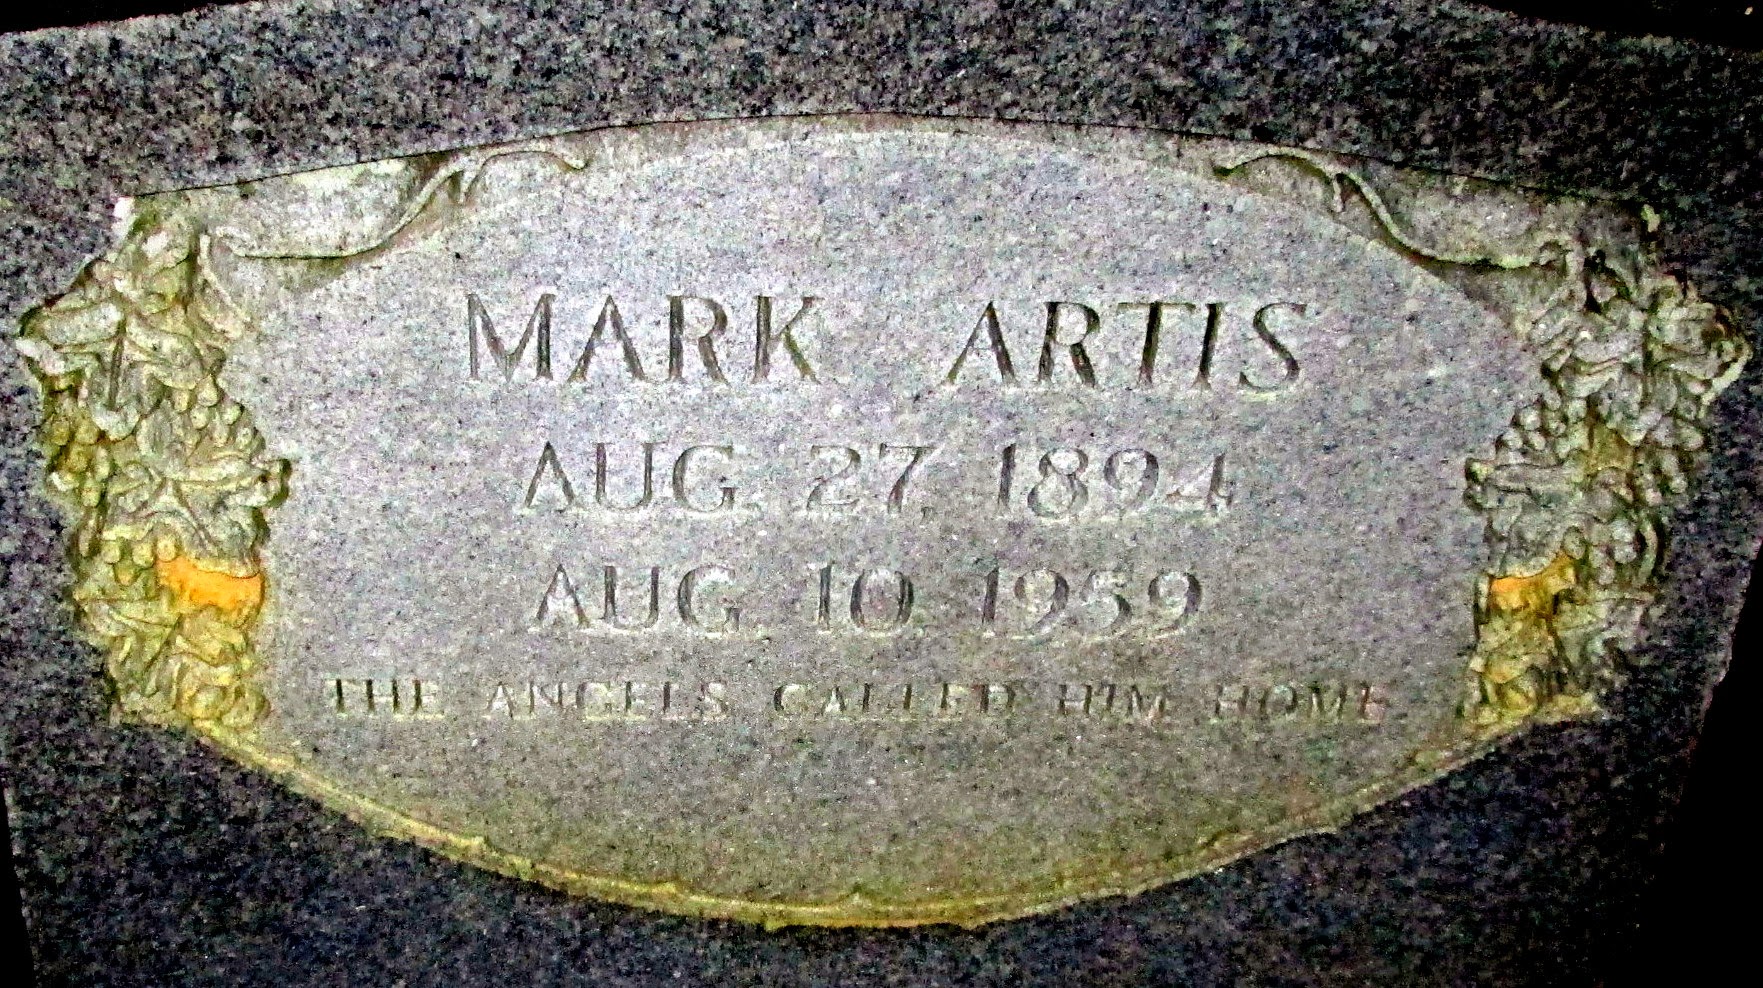 MARK ARTIS
AUG. 27, 1894
AUG. 10, 1959
THE ANGELS CALLED HIM HOME